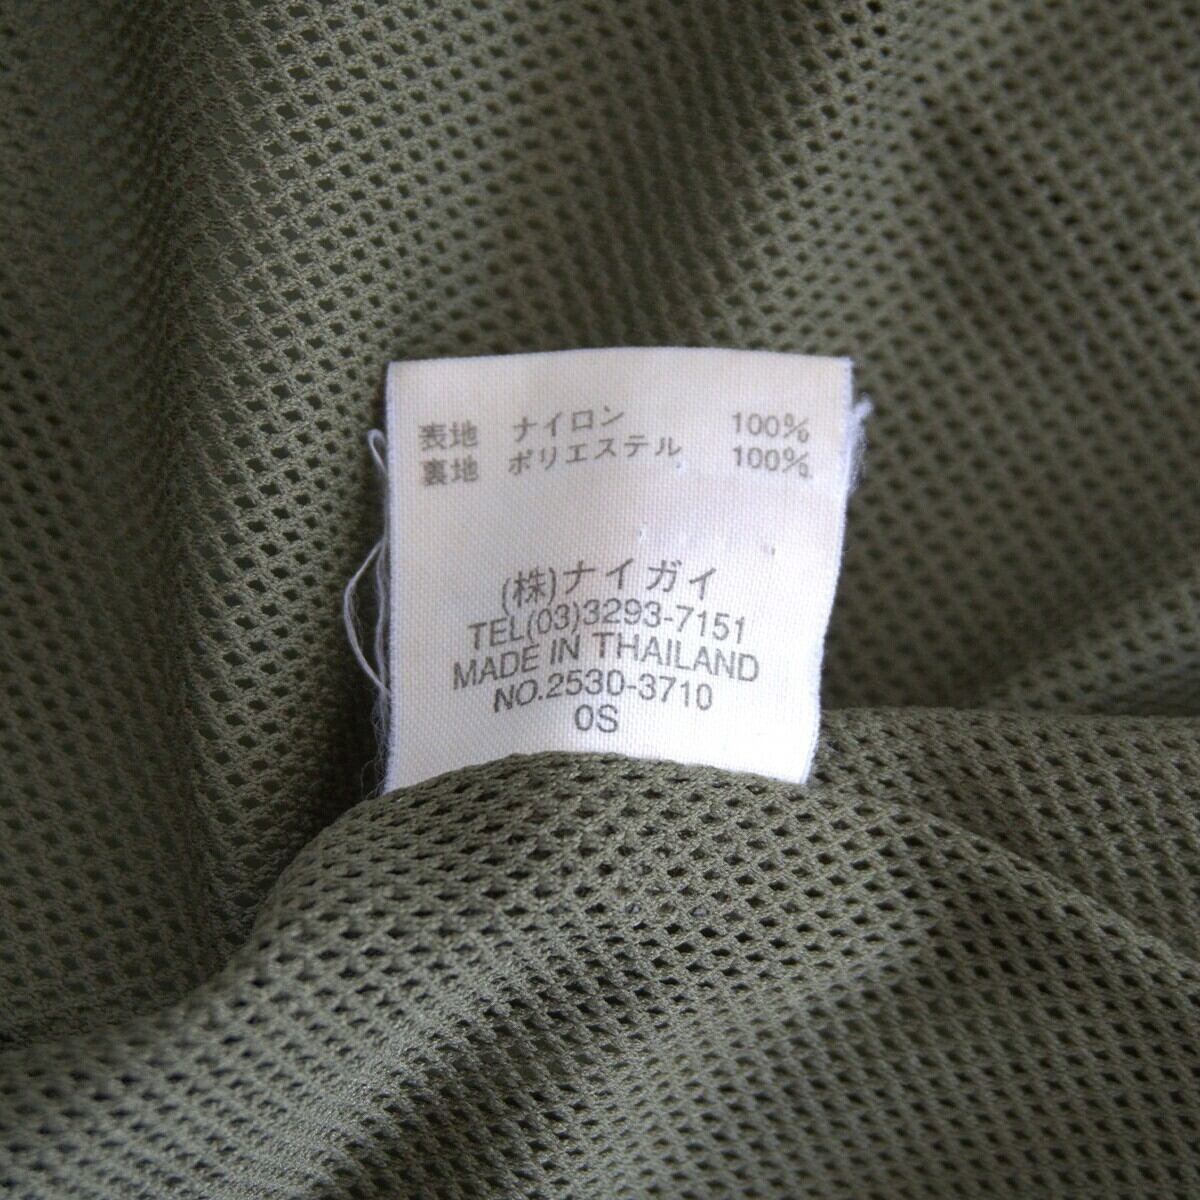 表地 ナイロン 100%
裏地 ポリエステル 100%
(株)ナイガイ
TEL(03)3293-7151
MADE IN THAILAND
NO.2530-3710
0S